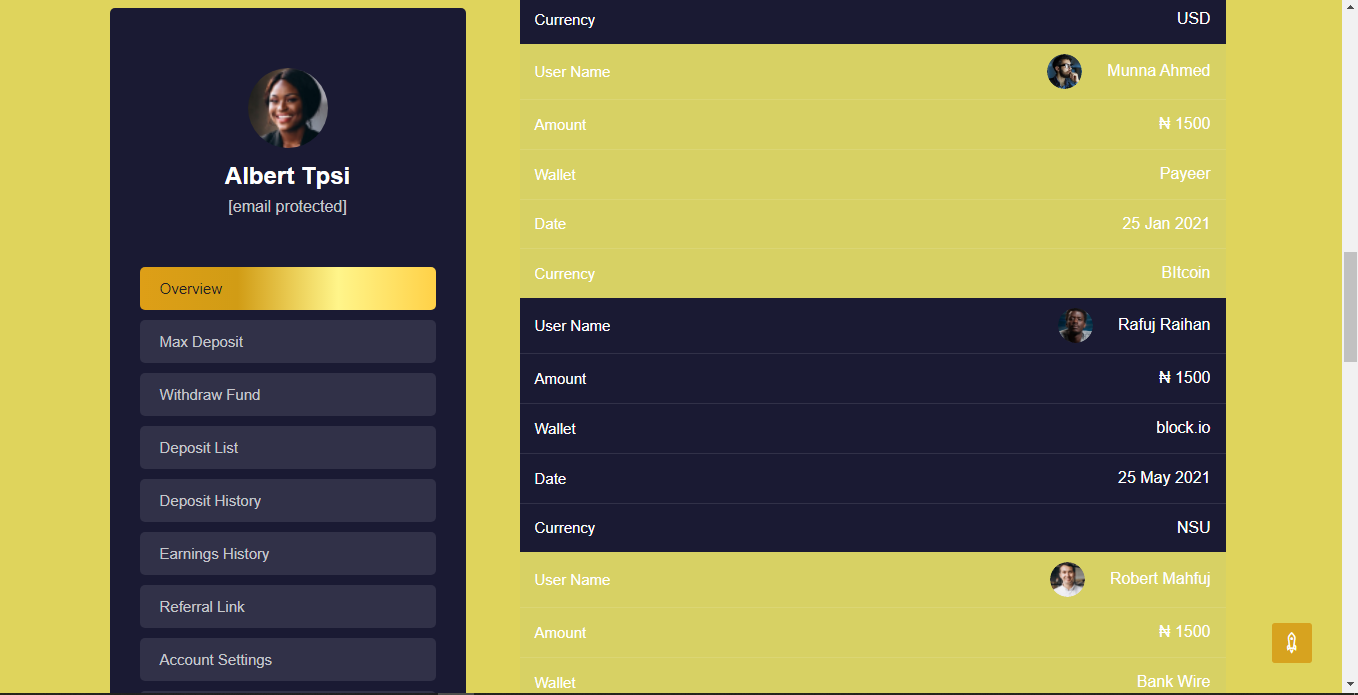 Albert Tpsi
[email protected]
Overview
Max Deposit
Withdraw Fund
Deposit List
Deposit History
Earnings History
Referral Link
Account Settings
Currency USD
User Name Munna Ahmed
Amount ₦ 1500
Wallet Payeer
Date 25 Jan 2021
Currency BItcoin
User Name Rafuj Raihan
Amount ₦ 1500
Wallet block.io
Date 25 May 2021
Currency NSU
User Name Robert Mahfuj
Amount ₦ 1500
Wallet Bank Wire